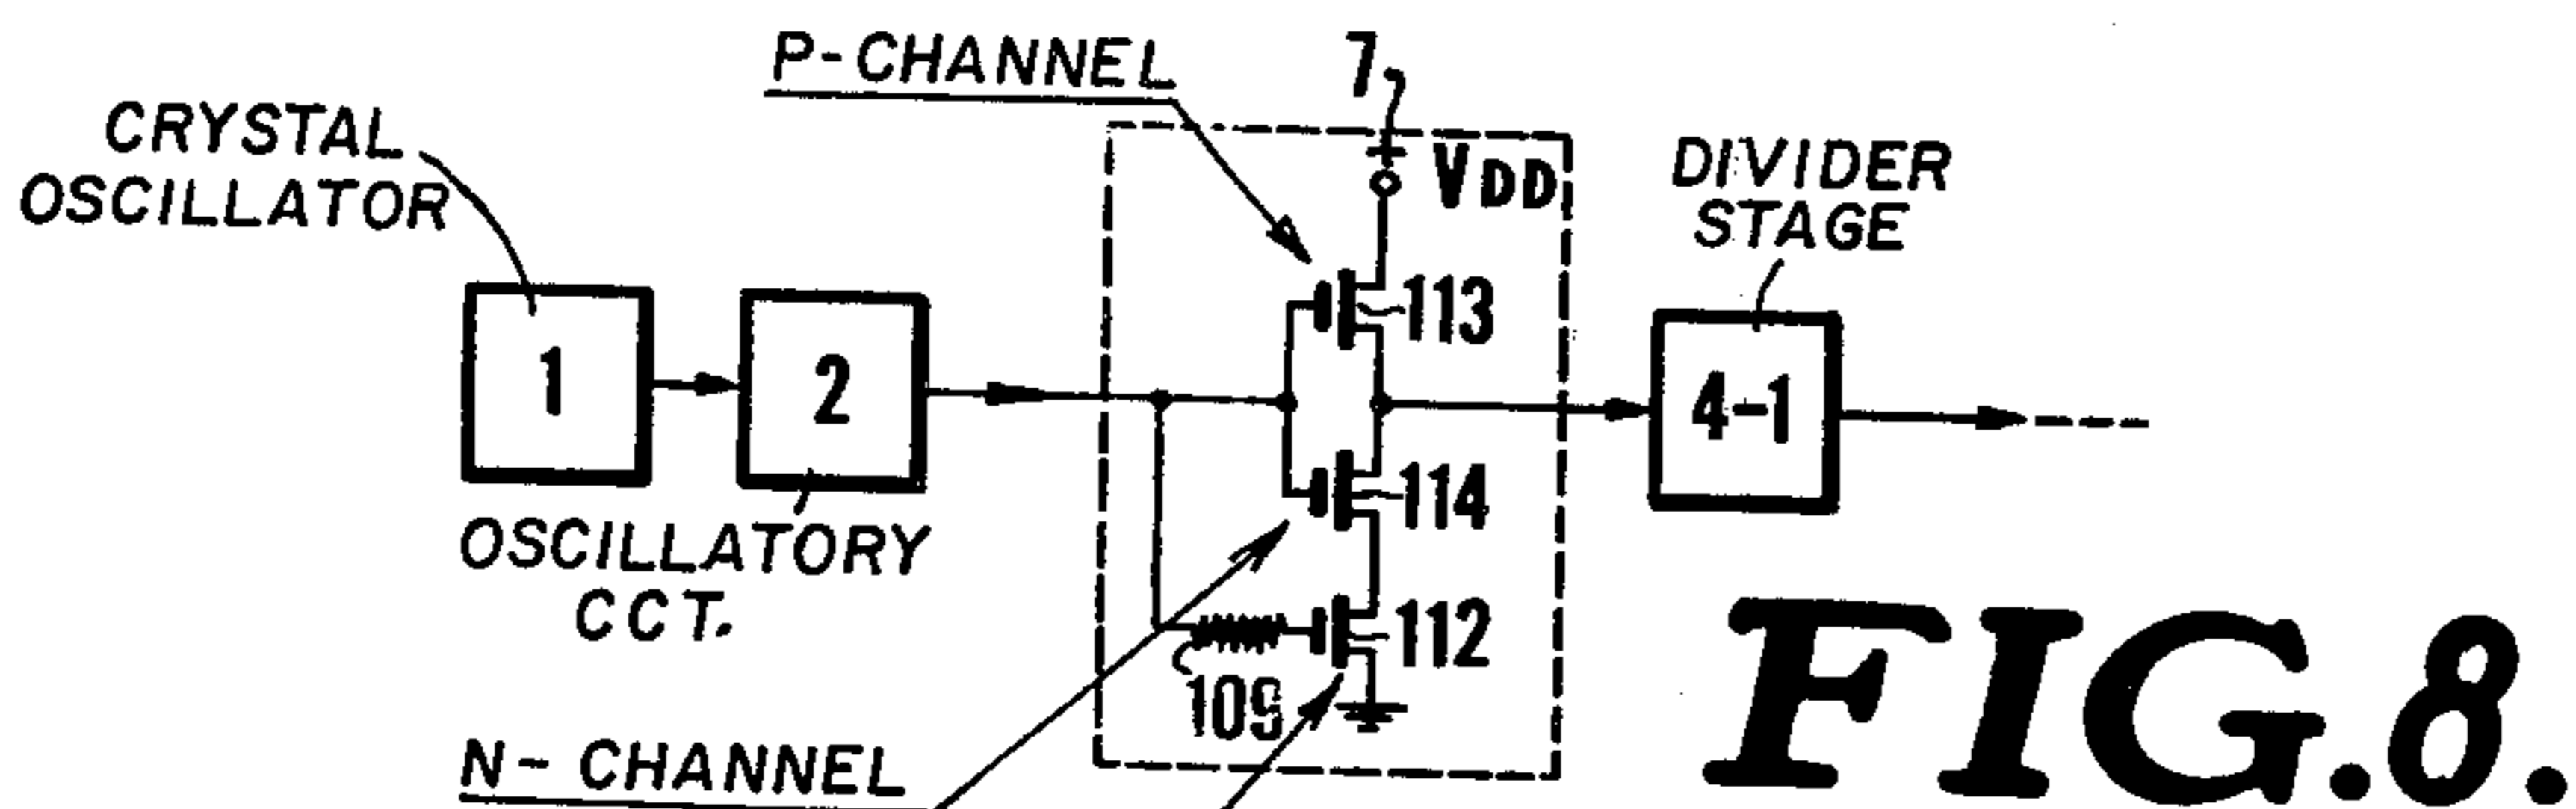 P-CHANNEL
7
CRYSTAL
OSCILLATOR
VDD
DIVIDER
STAGE
113
1
2
4-1
114
OSCILLATORY
CCT.
112
109
N- CHANNEL
FIG.8.